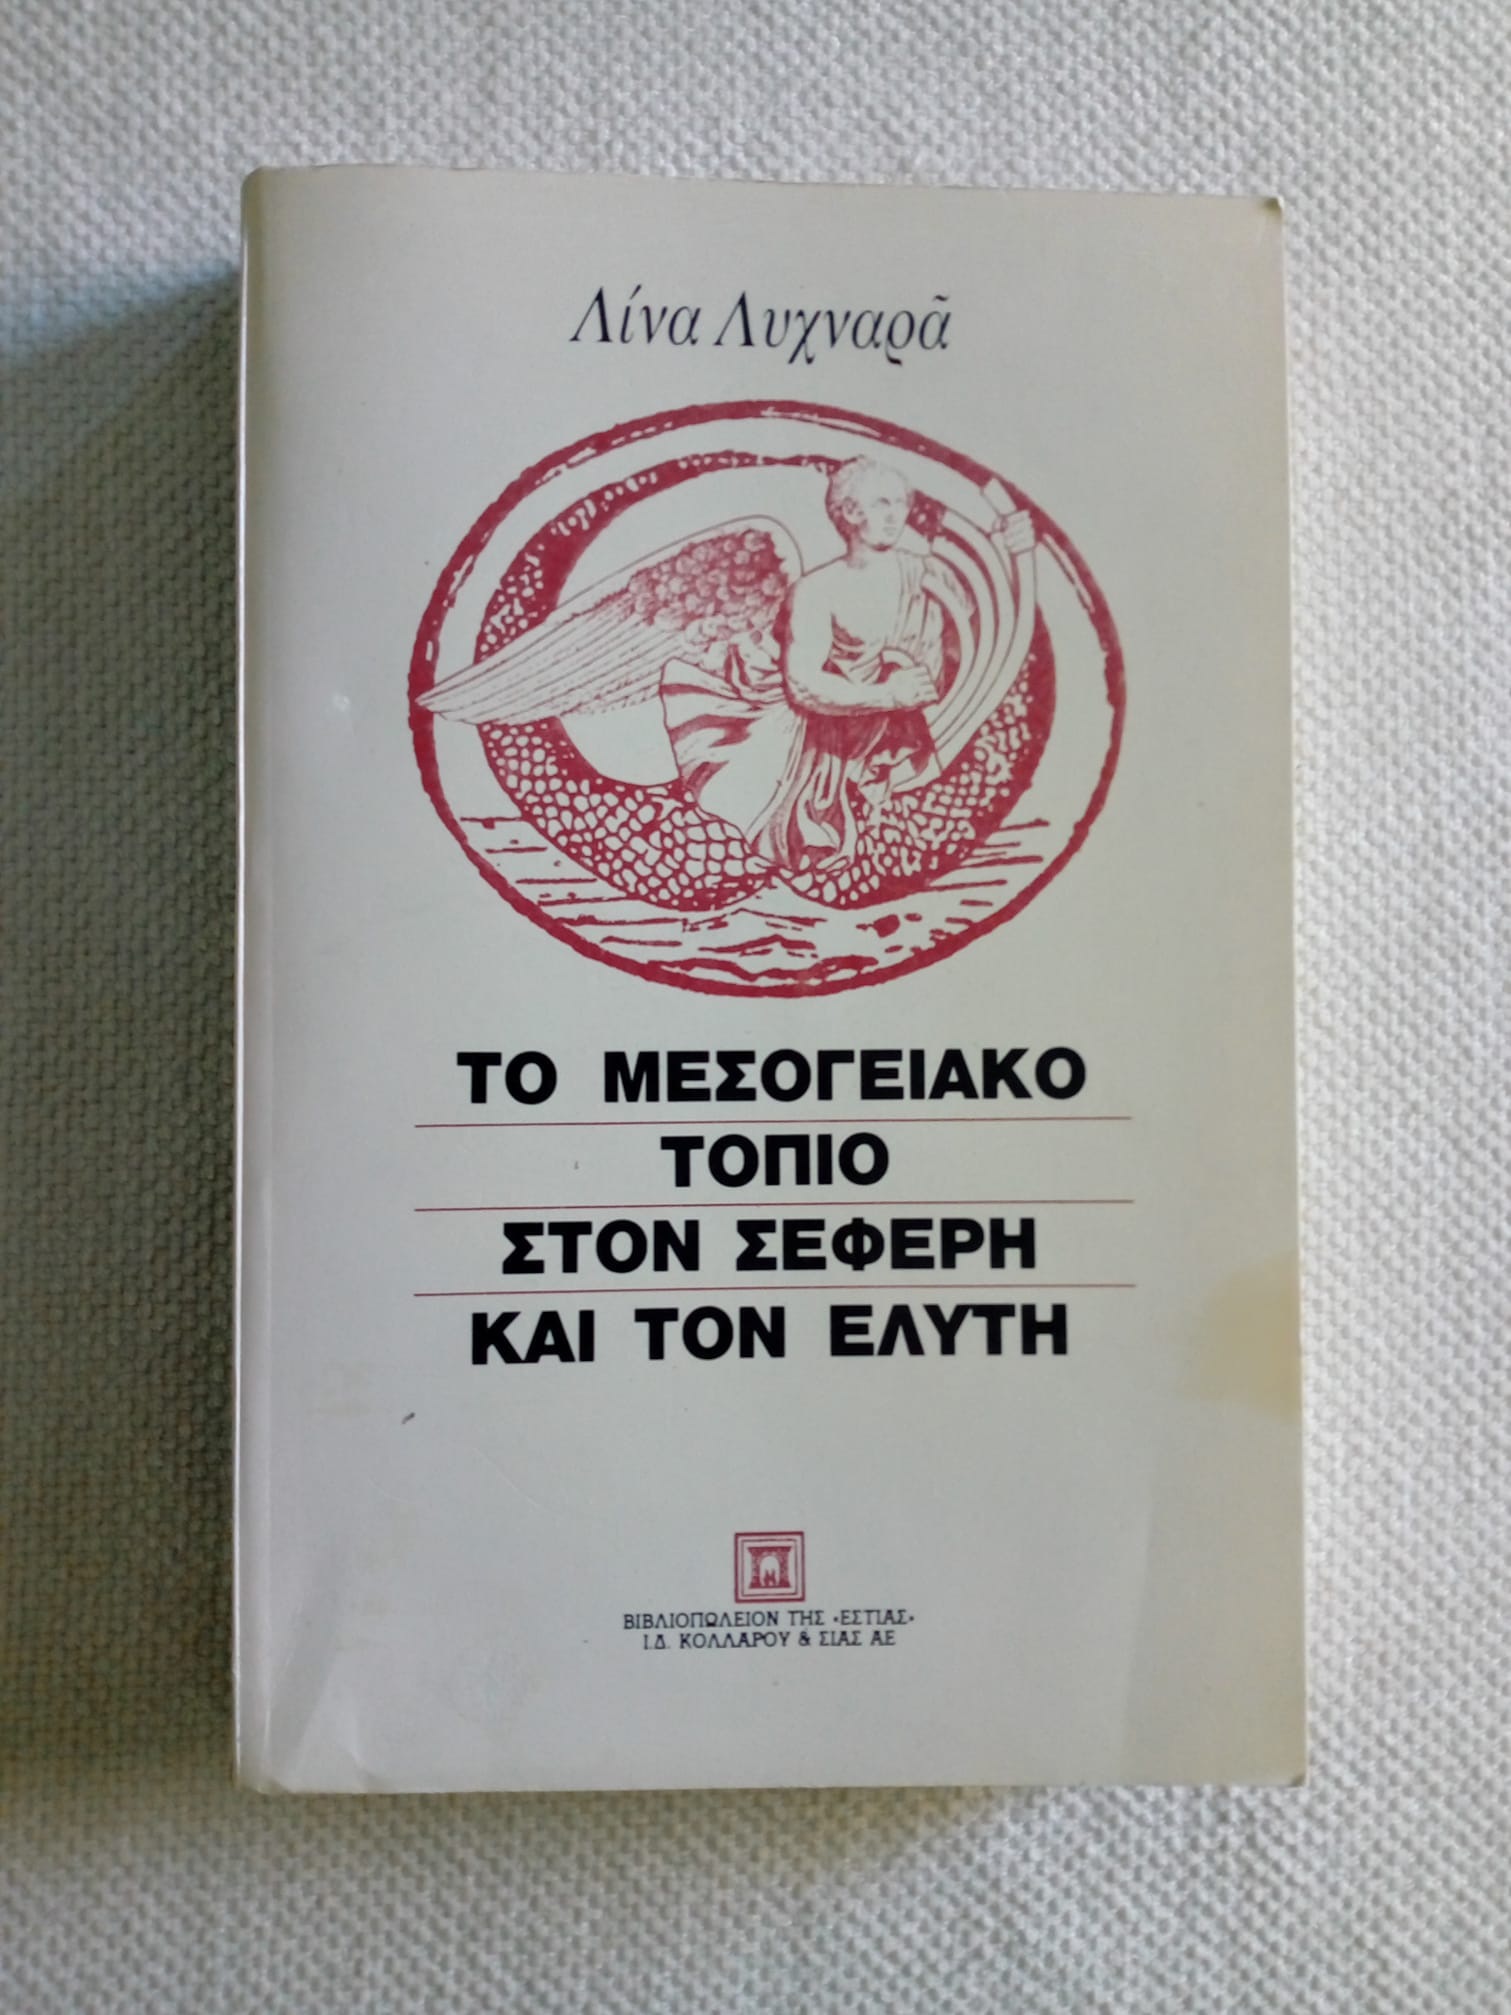 Λίνα Λυχναρᾶ
ΤΟ ΜΕΣΟΓΕΙΑΚΟ
ΤΟΠΙΟ
ΣΤΟΝ ΣΕΦΕΡΗ
ΚΑΙ ΤΟΝ ΕΛΥΤΗ
ΒΙΒΛΙΟΠΩΛΕΙΟΝ ΤΗΣ «ΕΣΤΙΑΣ»
Ι.Δ. ΚΟΛΛΑΡΟΥ & ΣΙΑΣ ΑΕ